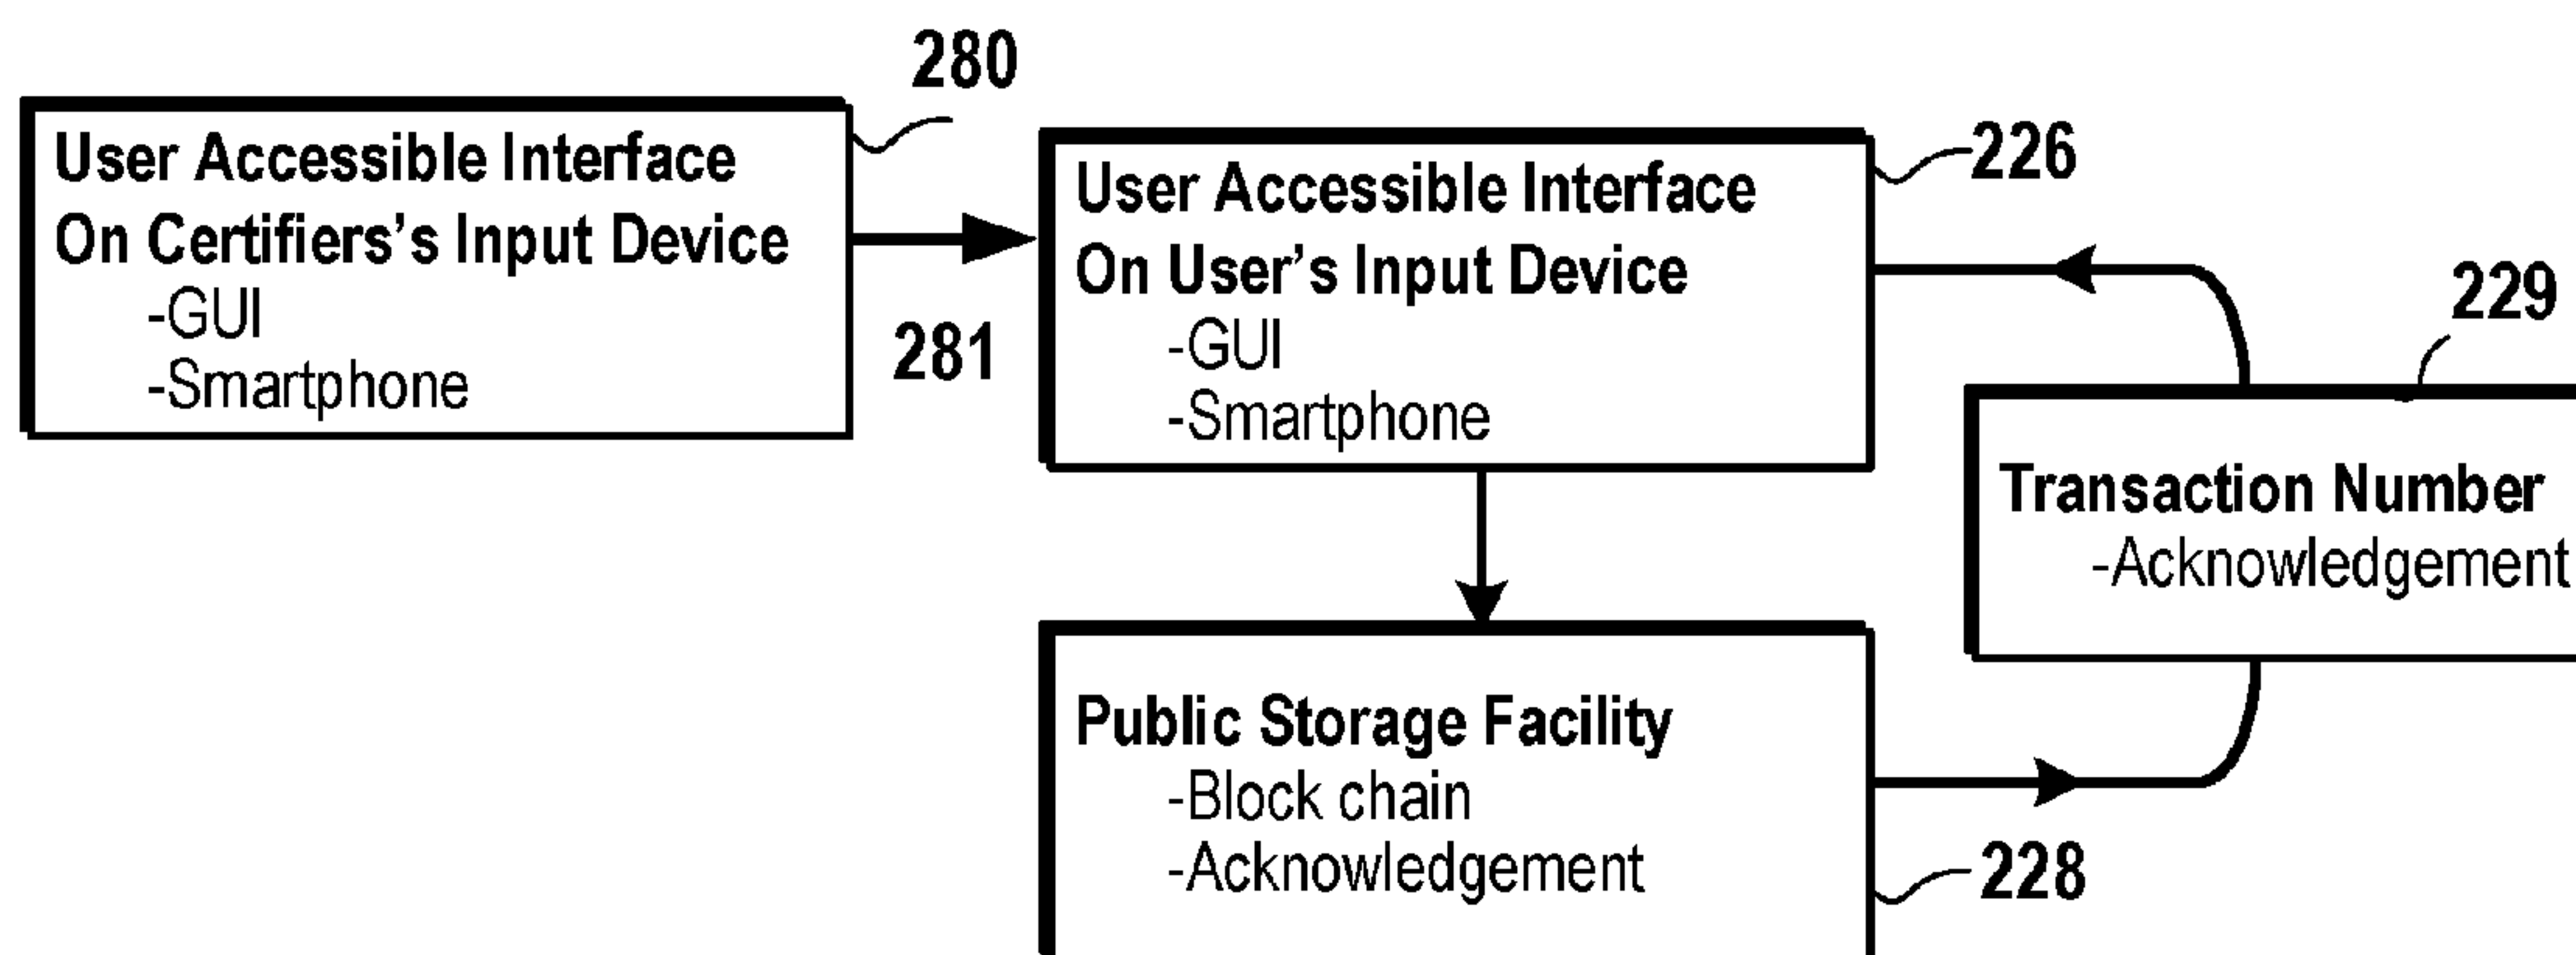 280
User Accessible Interface
On Certifiers's Input Device
-GUI
-Smartphone
281
User Accessible Interface
On User's Input Device
-GUI
-Smartphone
226
229
Transaction Number
-Acknowledgement
Public Storage Facility
-Block chain
-Acknowledgement
228